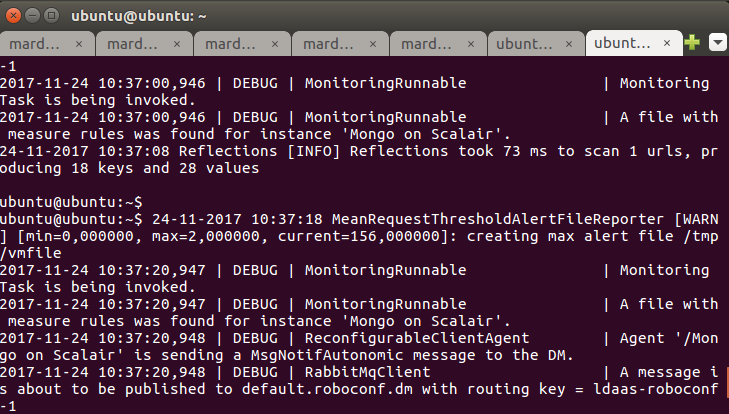 ubuntu@ubuntu: ~
mard... × mard... × mard... × mard... × mard... × ubunt... × ubunt... ×
-1
2017-11-24 10:37:00,946 | DEBUG | MonitoringRunnable | Monitoring
Task is being invoked.
2017-11-24 10:37:00,946 | DEBUG | MonitoringRunnable | A file with
measure rules was found for instance 'Mongo on Scalair'.
24-11-2017 10:37:08 Reflections [INFO] Reflections took 73 ms to scan 1 urls, pr
oducing 18 keys and 28 values
ubuntu@ubuntu:~$
ubuntu@ubuntu:~$ 24-11-2017 10:37:18 MeanRequestThresholdAlertFileReporter [WARN
] [min=0,000000, max=2,000000, current=156,000000]: creating max alert file /tmp
/vmfile
2017-11-24 10:37:20,947 | DEBUG | MonitoringRunnable | Monitoring
Task is being invoked.
2017-11-24 10:37:20,947 | DEBUG | MonitoringRunnable | A file with
measure rules was found for instance 'Mongo on Scalair'.
2017-11-24 10:37:20,948 | DEBUG | ReconfigurableClientAgent | Agent '/Mon
go on Scalair' is sending a MsgNotifAutonomic message to the DM.
2017-11-24 10:37:20,948 | DEBUG | RabbitMqClient | A message i
s about to be published to default.roboconf.dm with routing key = ldaas-roboconf
-1